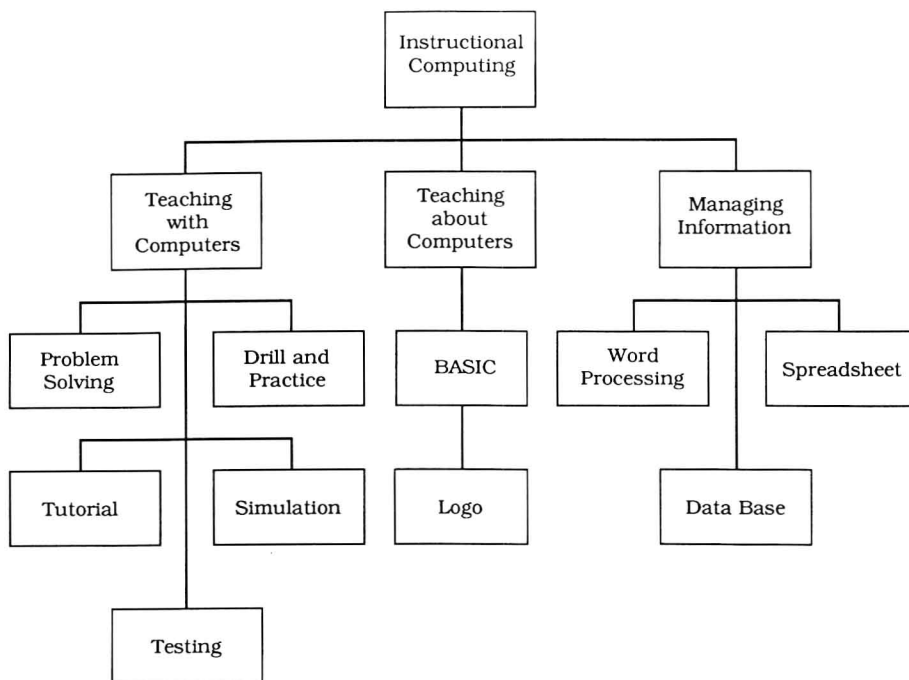 Instructional
Computing
Teaching
with
Computers
Teaching
about
Computers
Managing
Information
Problem
Solving
Drill and
Practice
BASIC
Word
Processing
Spreadsheet
Tutorial
Simulation
Logo
Data Base
Testing